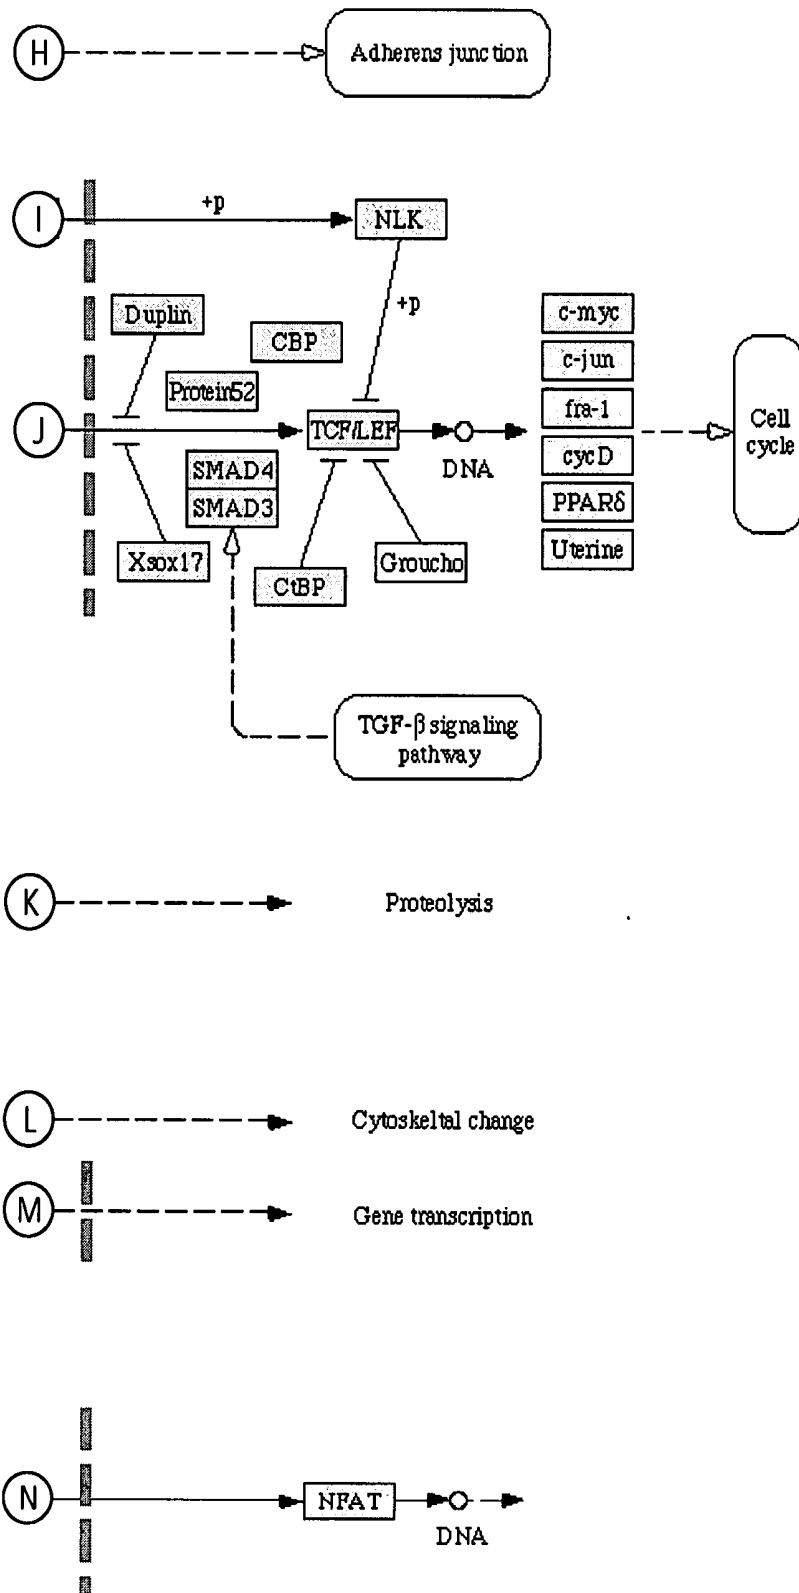 H
Adherens junction
I
+p
NLK
+p
Duplin
CBP
c-myc
c-jun
Protein52
fra-1
Cell
cycle
J
TCF/LEF
DNA
cycD
SMAD4
SMAD3
PPARδ
Xsox17
CtBP
Groucho
Uterine
TGF-β signaling
pathway
K
Proteolysis
L
Cytoskeltal change
M
Gene transcription
N
NFAT
DNA